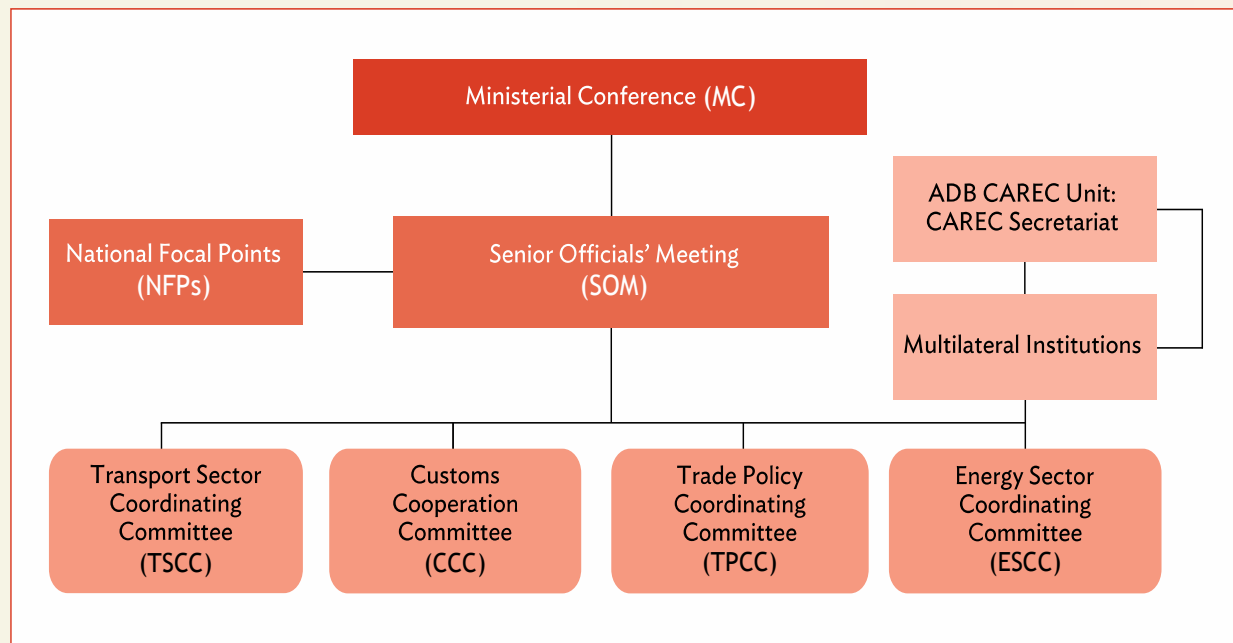 Ministerial Conference (MC)
ADB CAREC Unit:
CAREC Secretariat
National Focal Points
(NFPs)
Senior Officials’ Meeting
(SOM)
Multilateral Institutions
Transport Sector
Coordinating
Committee
(TSCC)
Customs
Cooperation
Committee
(CCC)
Trade Policy
Coordinating
Committee
(TPCC)
Energy Sector
Coordinating
Committee
(ESCC)